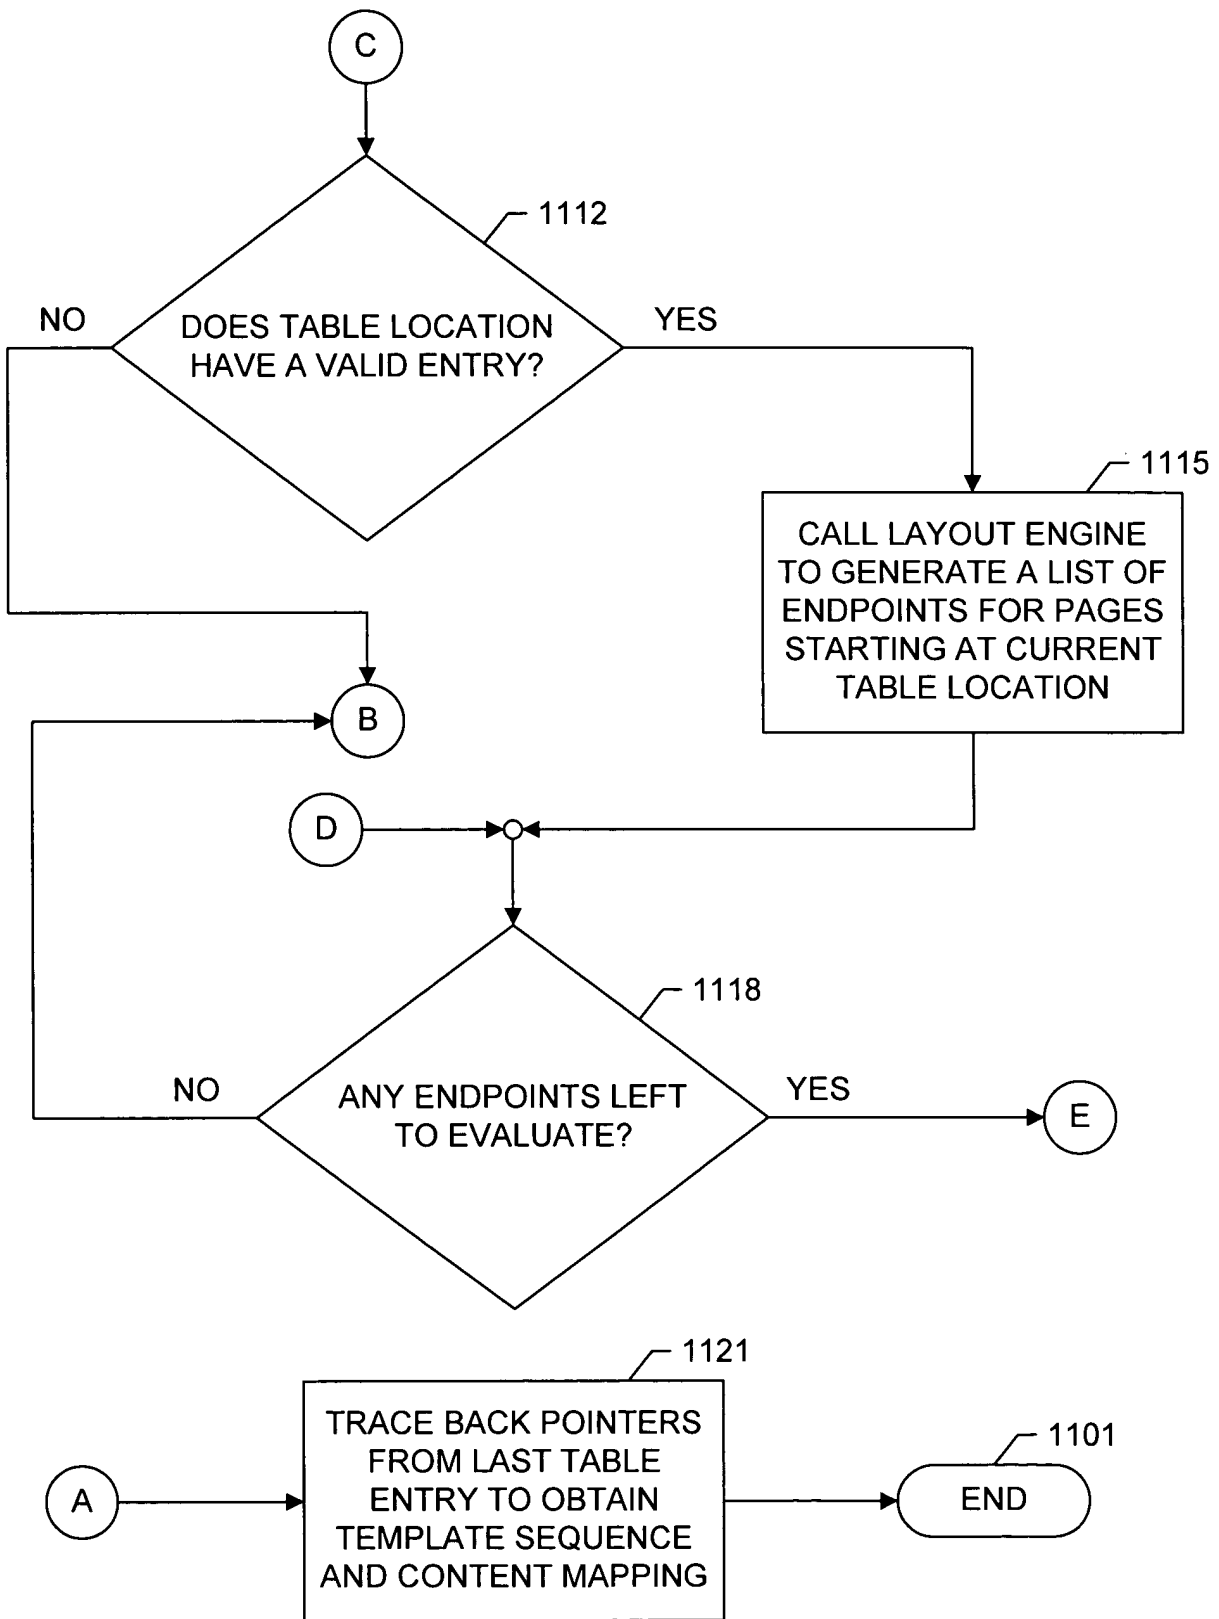 C
1112
NO
YES
DOES TABLE LOCATION
HAVE A VALID ENTRY?
1115
CALL LAYOUT ENGINE
TO GENERATE A LIST OF
ENDPOINTS FOR PAGES
STARTING AT CURRENT
TABLE LOCATION
B
D
1118
NO
YES
ANY ENDPOINTS LEFT
TO EVALUATE?
E
1121
TRACE BACK POINTERS
FROM LAST TABLE
ENTRY TO OBTAIN
TEMPLATE SEQUENCE
AND CONTENT MAPPING
A
1101
END